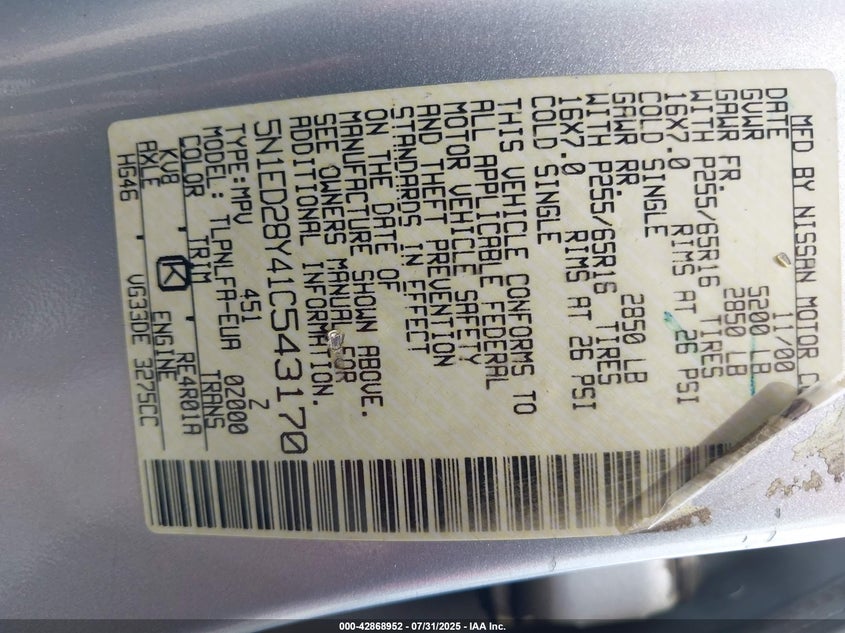 MFD BY NISSAN MOTOR C
DATE 11/00
GVWR 5200 LB
GAWR FR. 2850 LB
WITH P255/65R16 TIRES
16X7.0 RIMS AT 26 PSI
COLD SINGLE
GAWR RR. 2850 LB
WITH P255/65R16 TIRES
16X7.0 RIMS AT 26 PSI
COLD SINGLE
THIS VEHICLE CONFORMS TO
ALL APPLICABLE FEDERAL
MOTOR VEHICLE SAFETY
AND THEFT PREVENTION
STANDARDS IN EFFECT
ON THE DATE OF
MANUFACTURE SHOWN ABOVE.
SEE OWNERS MANUAL FOR
ADDITIONAL INFORMATION.
5N1ED28Y41C543170
TYPE:MPV 451 Z
MODEL: TLPNLFA-EUA 0Z000
COLOR TRIM TRANS
KV8 K RE4R01A
AXLE ENGINE
HG46 VG33DE 3275CC
000-42868952 - 07/31/2025 - IAA Inc.